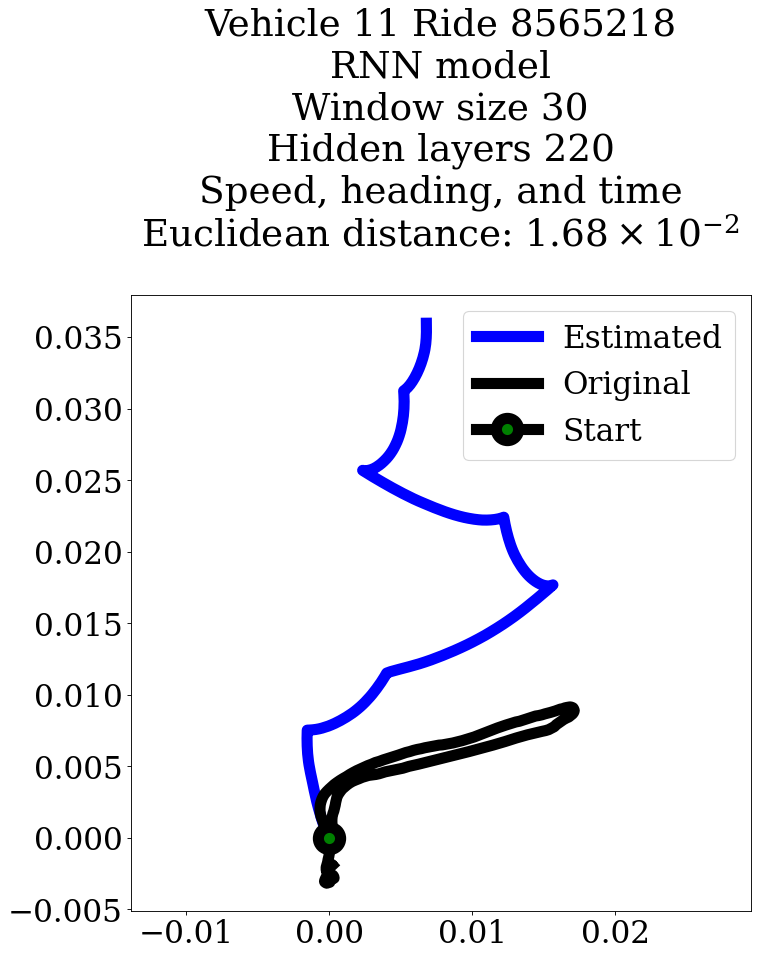 Vehicle 11 Ride 8565218
RNN model
Window size 30
Hidden layers 220
Speed, heading, and time
Euclidean distance: 1.68 × 10⁻²
Estimated
Original
Start
0.035
0.030
0.025
0.020
0.015
0.010
0.005
0.000
−0.005
−0.01 0.00 0.01 0.02